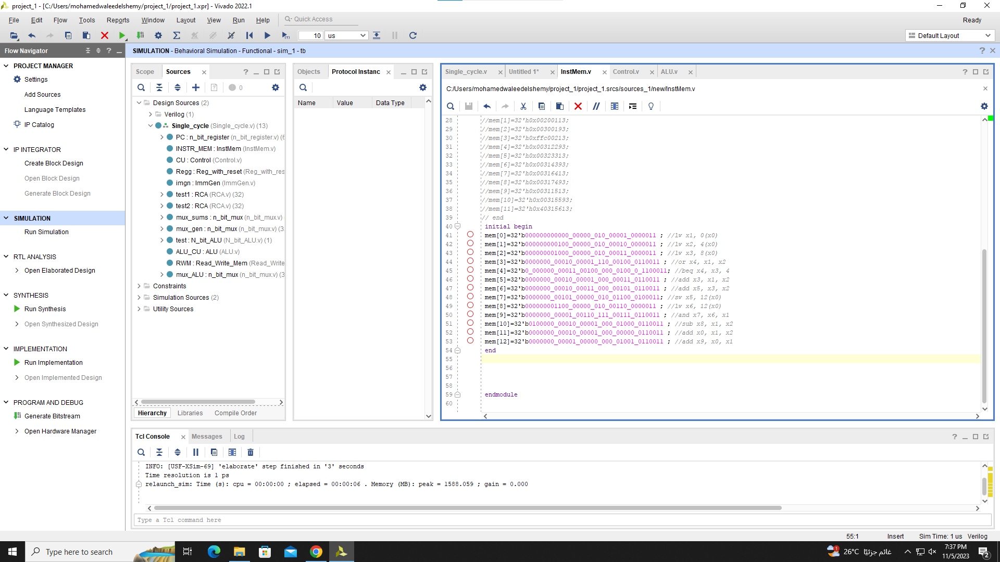 project_1 - [C:/Users/mohamedwaleedelshemy/project_1/project_1.xpr] - Vivado 2022.1
File Edit Flow Tools Reports Window Layout View Run Help Quick Access Ready
10 us Default Layout
Flow Navigator
SIMULATION - Behavioral Simulation - Functional - sim_1 - tb
PROJECT MANAGER
Settings
Add Sources
Language Templates
IP Catalog
IP INTEGRATOR
Create Block Design
Open Block Design
Generate Block Design
SIMULATION
Run Simulation
RTL ANALYSIS
Open Elaborated Design
SYNTHESIS
Run Synthesis
Open Synthesized Design
IMPLEMENTATION
Run Implementation
Open Implemented Design
PROGRAM AND DEBUG
Generate Bitstream
Open Hardware Manager
Scope Sources
0
Design Sources (2)
Verilog (1)
Single_cycle (Single_cycle.v) (13)
PC : n_bit_register (n_bit_register.v) (6
INSTR_MEM : InstMem (InstMem.v)
CU : Control (Control.v)
Regg : Reg_with_reset (Reg_with_res
imgn : ImmGen (ImmGen.v)
test1 : RCA (RCA.v) (32)
test2 : RCA (RCA.v) (32)
mux_sums : n_bit_mux (n_bit_mux.v)
mux_gen : n_bit_mux (n_bit_mux.v) (3
test : N_bit_ALU (N_bit_ALU.v) (1)
ALU_CU : ALU (ALU.v)
RWM : Read_Write_Mem (Read_Write
mux_ALU : n_bit_mux (n_bit_mux.v) (3
Constraints
Simulation Sources (2)
Utility Sources
Hierarchy Libraries Compile Order
Objects Protocol Instanc
Name Value Data Type
Single_cycle.v Untitled 1* InstMem.v Control.v ALU.v
C:/Users/mohamedwaleedelshemy/project_1/project_1.srcs/sources_1/new/InstMem.v
28 //mem[1]=32'h0x00200113;
29 //mem[2]=32'h0x00300193;
30 //mem[3]=32'h0xffc00213;
31 //mem[4]=32'h0x00312293;
32 //mem[5]=32'h0x00323313;
33 //mem[6]=32'h0x00314393;
34 //mem[7]=32'h0x00316413;
35 //mem[8]=32'h0x00317493;
36 //mem[9]=32'h0x00311513;
37 //mem[10]=32'h0x00315593;
38 //mem[11]=32'h0x40315613;
39 // end
40 initial begin
41 mem[0]=32'b000000000000_00000_010_00001_0000011 ; //lw x1, 0(x0)
42 mem[1]=32'b000000000100_00000_010_00010_0000011 ; //lw x2, 4(x0)
43 mem[2]=32'b000000001000_00000_010_00011_0000011 ; //lw x3, 8(x0)
44 mem[3]=32'b0000000_00010_00001_110_00100_0110011 ; //or x4, x1, x2
45 mem[4]=32'b0_000000_00011_00100_000_0100_0_1100011; //beq x4, x3, 4
46 mem[5]=32'b0000000_00010_00001_000_00011_0110011 ; //add x3, x1, x2
47 mem[6]=32'b0000000_00010_00011_000_00101_0110011 ; //add x5, x3, x2
48 mem[7]=32'b0000000_00101_00000_010_01100_0100011; //sw x5, 12(x0)
49 mem[8]=32'b000000001100_00000_010_00110_0000011 ; //lw x6, 12(x0)
50 mem[9]=32'b0000000_00001_00110_111_00111_0110011 ; //and x7, x6, x1
51 mem[10]=32'b0100000_00010_00001_000_01000_0110011 ; //sub x8, x1, x2
52 mem[11]=32'b0000000_00010_00001_000_00000_0110011 ; //add x0, x1, x2
53 mem[12]=32'b0000000_00001_00000_000_01001_0110011 ; //add x9, x0, x1
54 end
55
56
57
58
59 endmodule
60
Tcl Console Messages Log
INFO: [USF-XSim-69] 'elaborate' step finished in '3' seconds
Time resolution is 1 ps
relaunch_sim: Time (s): cpu = 00:00:00 ; elapsed = 00:00:06 . Memory (MB): peak = 1588.059 ; gain = 0.000
Type a Tcl command here
55:1 Insert Sim Time: 1 us Verilog
Type here to search
1 26°C غائم جزئيًا
7:37 PM
11/5/2023
2